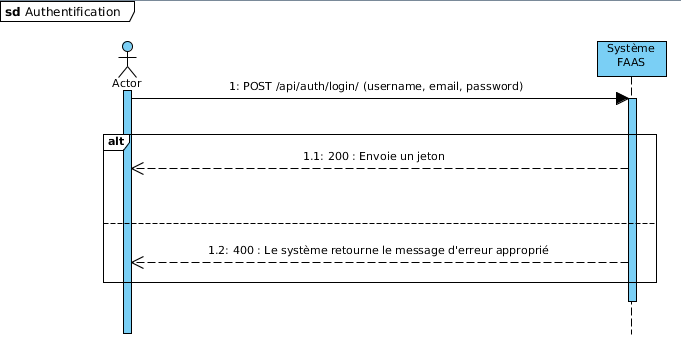 sd Authentification
Système
FAAS
Actor
1: POST /api/auth/login/ (username, email, password)
alt
1.1: 200 : Envoie un jeton
1.2: 400 : Le système retourne le message d'erreur approprié